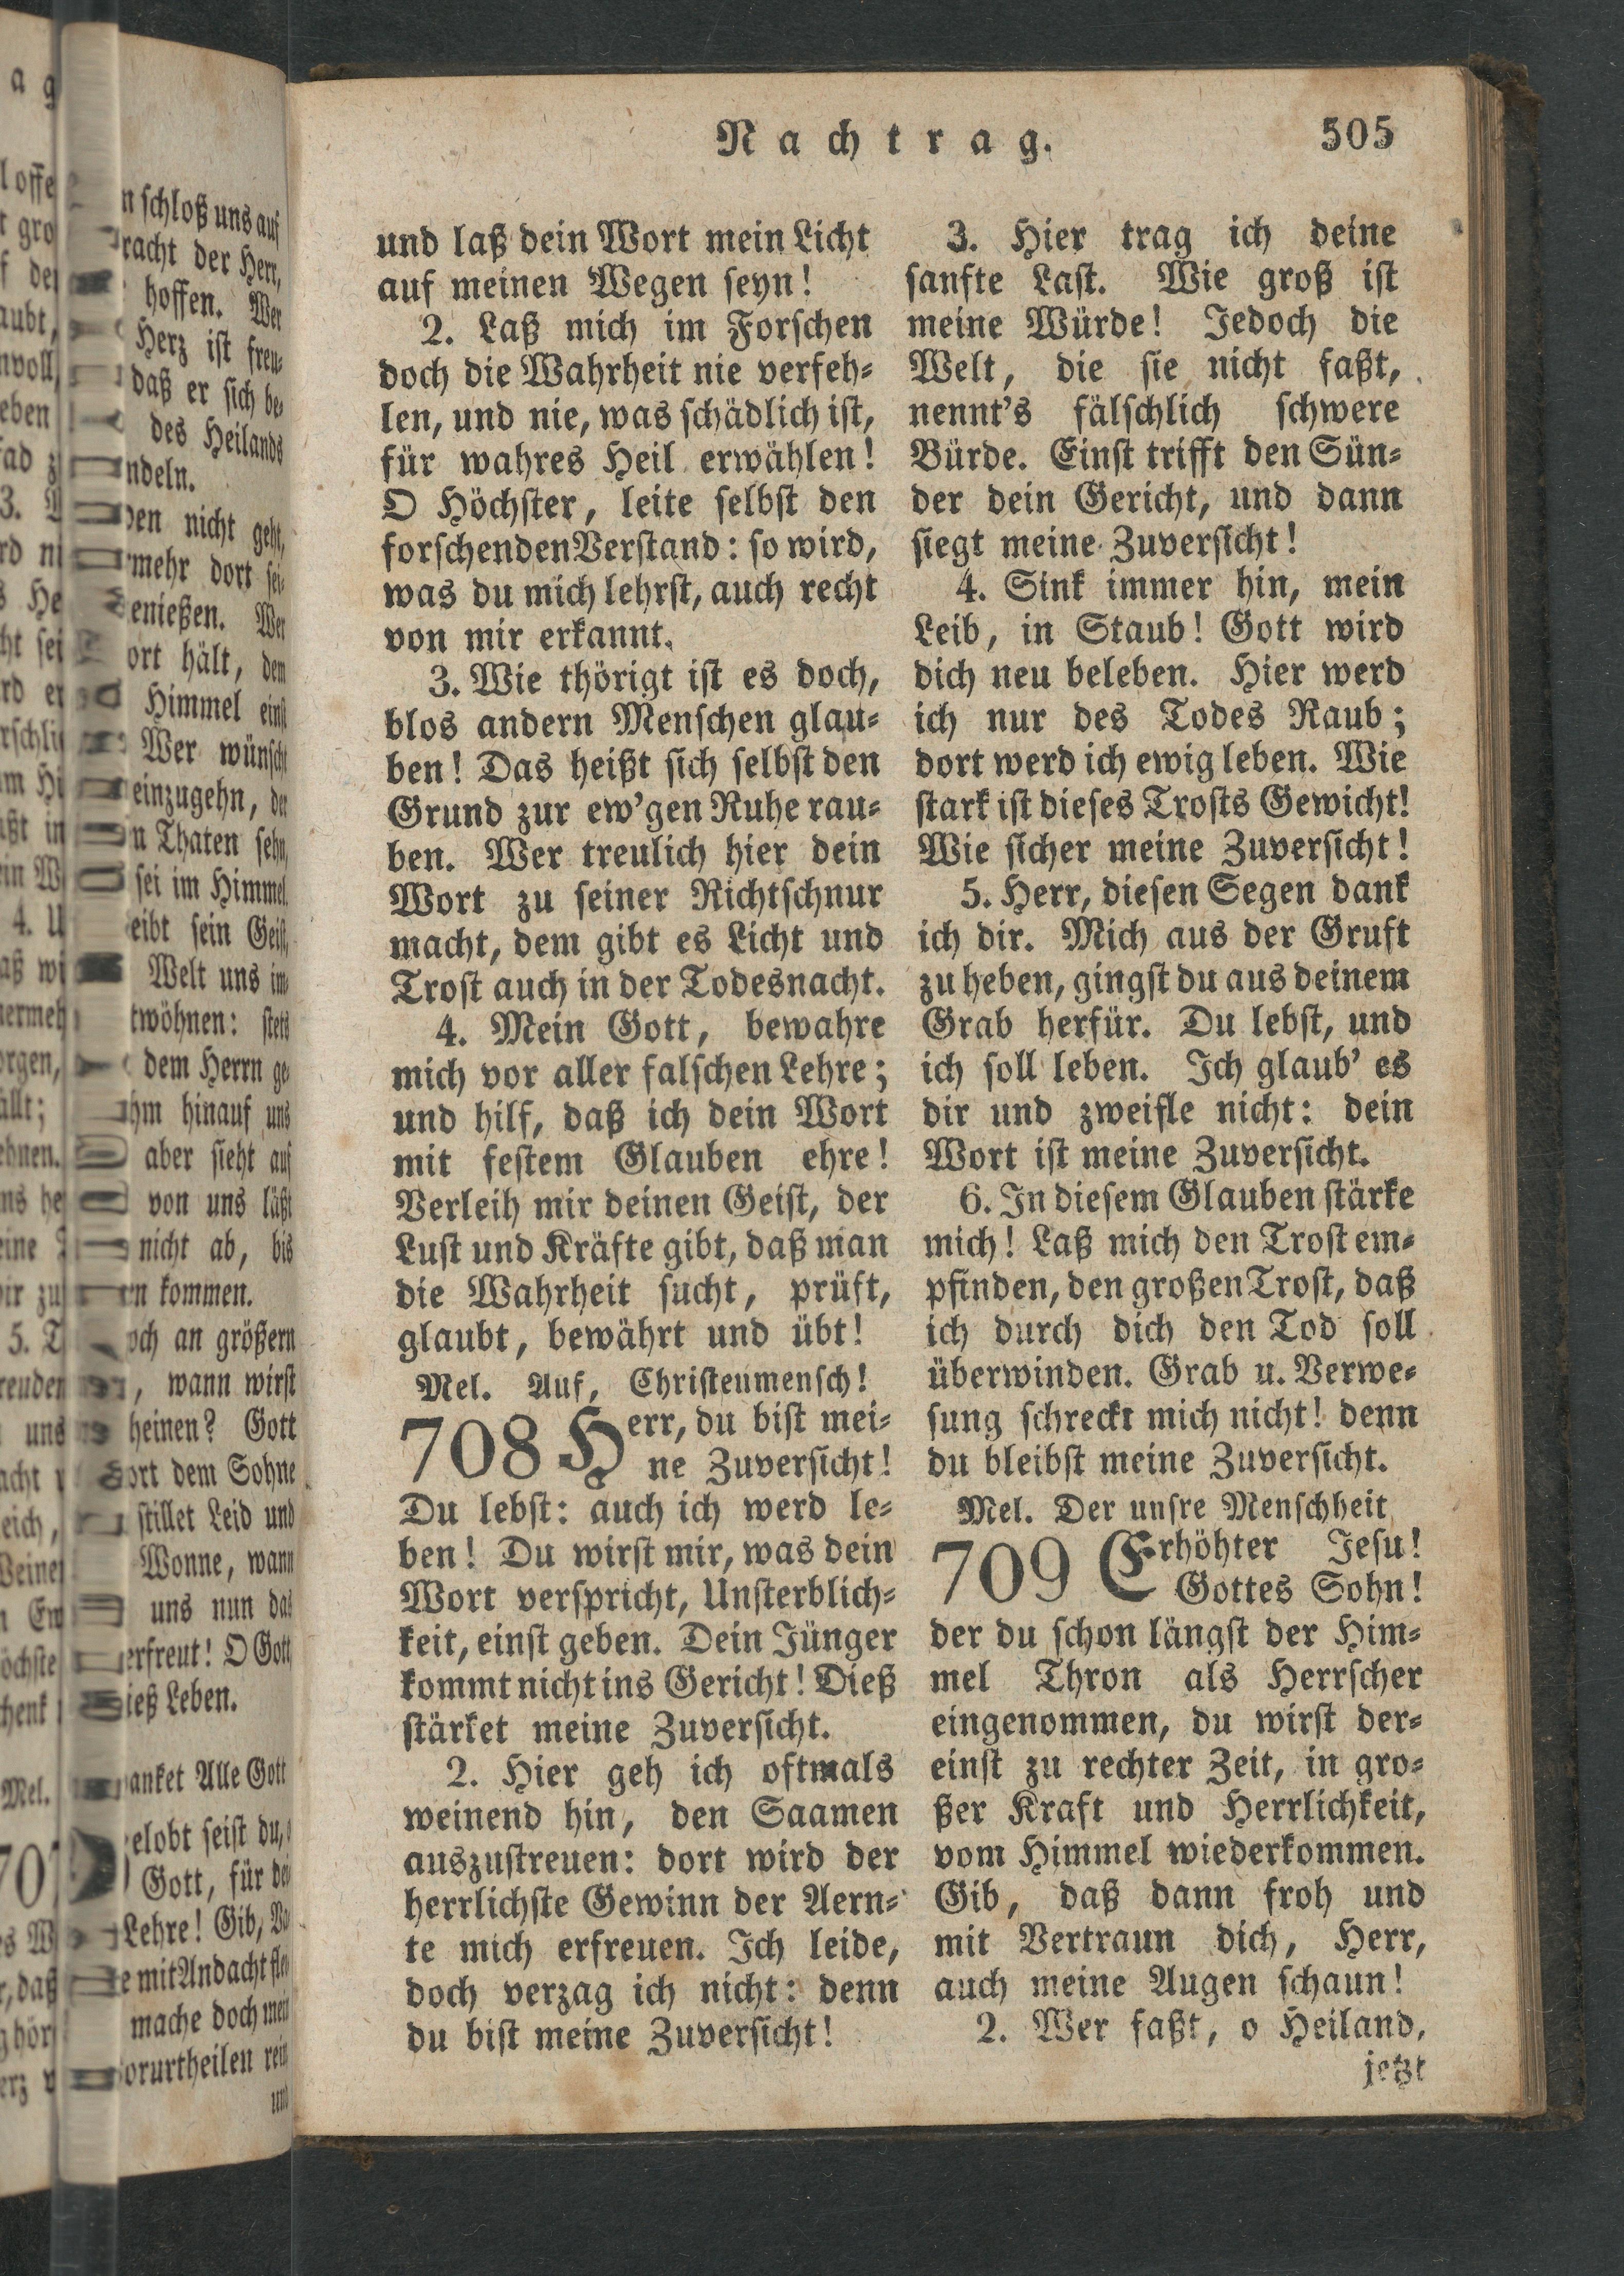 Nachtrag. 505
und laß dein Wort mein Licht
auf meinen Wegen seyn!
2. Laß mich im Forschen
doch die Wahrheit nie verfeh-
len, und nie, was schädlich ist,
für wahres Heil erwählen!
O Höchster, leite selbst den
forschenden Verstand: so wird,
was du mich lehrst, auch recht
von mir erkannt.
3. Wie thörigt ist es doch,
blos andern Menschen glau-
ben! Das heißt sich selbst den
Grund zur ew'gen Ruhe rau-
ben. Wer treulich hier dein
Wort zu seiner Richtschnur
macht, dem gibt es Licht und
Trost auch in der Todesnacht.
4. Mein Gott, bewahre
mich vor aller falschen Lehre;
und hilf, daß ich dein Wort
mit festem Glauben ehre!
Verleih mir deinen Geist, der
Lust und Kräfte gibt, daß man
die Wahrheit sucht, prüft,
glaubt, bewährt und übt!
Mel. Auf, Christenmensch!
708 Herr, du bist mei-
ne Zuversicht!
Du lebst: auch ich werd le-
ben! Du wirst mir, was dein
Wort verspricht, Unsterblich-
keit, einst geben. Dein Jünger
kommt nicht ins Gericht! Dieß
stärket meine Zuversicht.
2. Hier geh ich oftmals
weinend hin, den Saamen
auszustreuen: dort wird der
herrlichste Gewinn der Aern-
te mich erfreuen. Ich leide,
doch verzag ich nicht: denn
du bist meine Zuversicht!
3. Hier trag ich deine
sanfte Last. Wie groß ist
meine Würde! Jedoch die
Welt, die sie nicht faßt,
nennt's fälschlich schwere
Bürde. Einst trifft den Sün-
der dein Gericht, und dann
siegt meine Zuversicht!
4. Sink immer hin, mein
Leib, in Staub! Gott wird
dich neu beleben. Hier werd
ich nur des Todes Raub;
dort werd ich ewig leben. Wie
stark ist dieses Trosts Gewicht!
Wie sicher meine Zuversicht!
5. Herr, diesen Segen dank
ich dir. Mich aus der Gruft
zu heben, gingst du aus deinem
Grab herfür. Du lebst, und
ich soll leben. Ich glaub' es
dir und zweifle nicht: dein
Wort ist meine Zuversicht.
6. In diesem Glauben stärke
mich! Laß mich den Trost em-
pfinden, den großen Trost, daß
ich durch dich den Tod soll
überwinden. Grab u. Verwe-
sung schreckt mich nicht! denn
du bleibst meine Zuversicht.
Mel. Der unsre Menschheit
709 Erhöhter Jesu!
Gottes Sohn!
der du schon längst der Him-
mel Thron als Herrscher
eingenommen, du wirst der-
einst zu rechter Zeit, in gro-
ßer Kraft und Herrlichkeit,
vom Himmel wiederkommen.
Gib, daß dann froh und
mit Vertraun dich, Herr,
auch meine Augen schaun!
2. Wer faßt, o Heiland,
jetzt